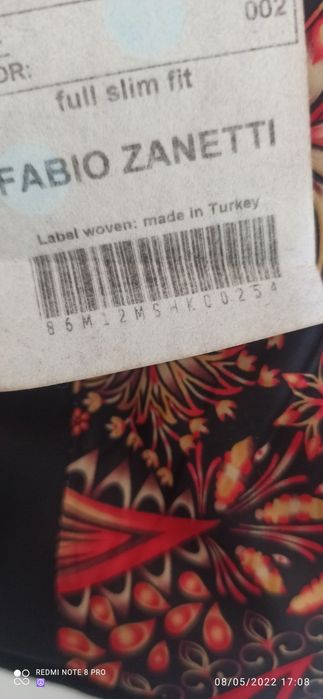 002
OR:
full slim fit
FABIO ZANETTI
Label woven: made in Turkey
86M12MSHK00254
REDMI NOTE 8 PRO
08/05/2022 17:08